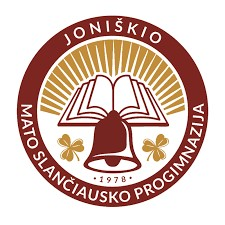 JONIŠKIO
MATO SLANČIAUSKO PROGIMNAZIJA
· 1978 ·